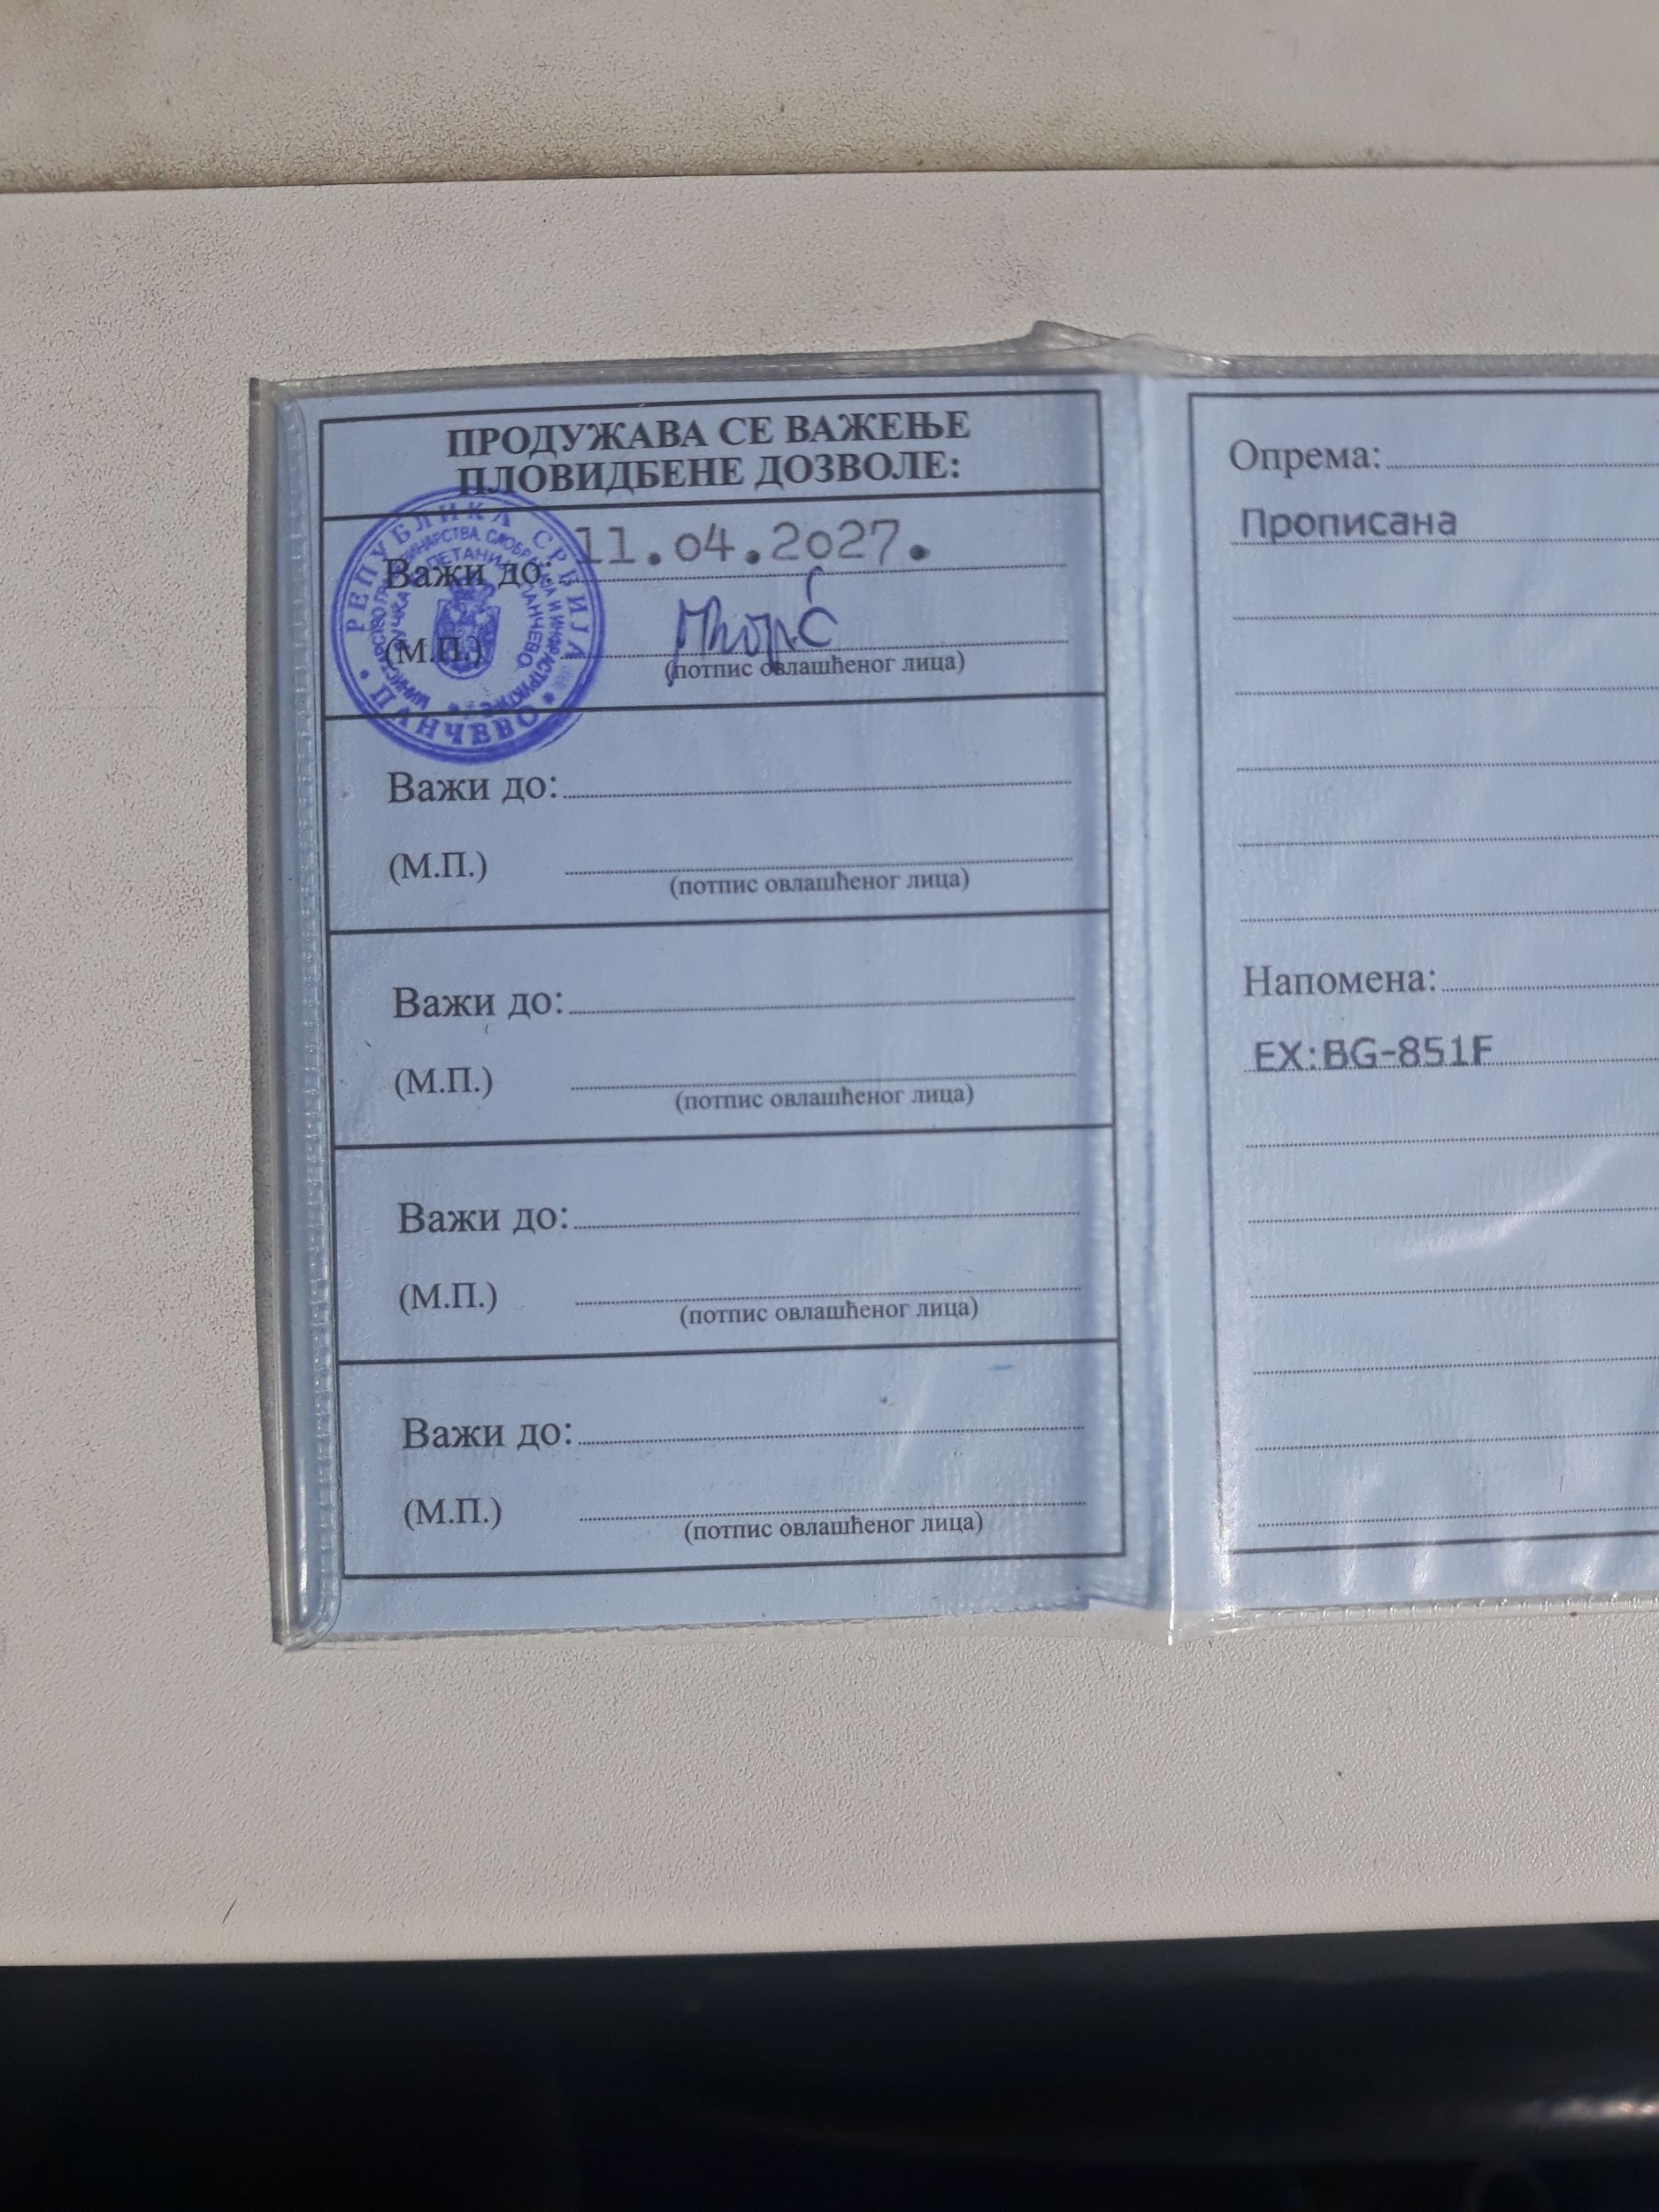 ПРОДУЖАВА СЕ ВАЖЕЊЕ
ПЛОВИДБЕНЕ ДОЗВОЛЕ:
РЕПУБЛИКА СРБИЈА
ПАНЧЕВО
Важи до: 11.04.2027.
(М.П.)
(потпис овлашћеног лица)
Важи до:
(М.П.)
(потпис овлашћеног лица)
Важи до:
(М.П.)
(потпис овлашћеног лица)
Важи до:
(М.П.)
(потпис овлашћеног лица)
Важи до:
(М.П.)
(потпис овлашћеног лица)
Опрема:
Прописана
Напомена:
EX:BG-851F